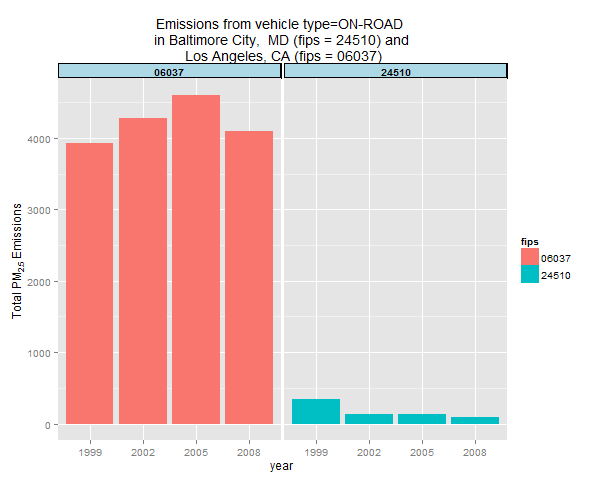 Emissions from vehicle type=ON-ROAD
in Baltimore City,  MD (fips = 24510) and
Los Angeles, CA (fips = 06037)
06037
24510
4000
3000
2000
1000
0
Total PM2.5 Emissions
1999 2002 2005 2008
1999 2002 2005 2008
year
fips
06037
24510